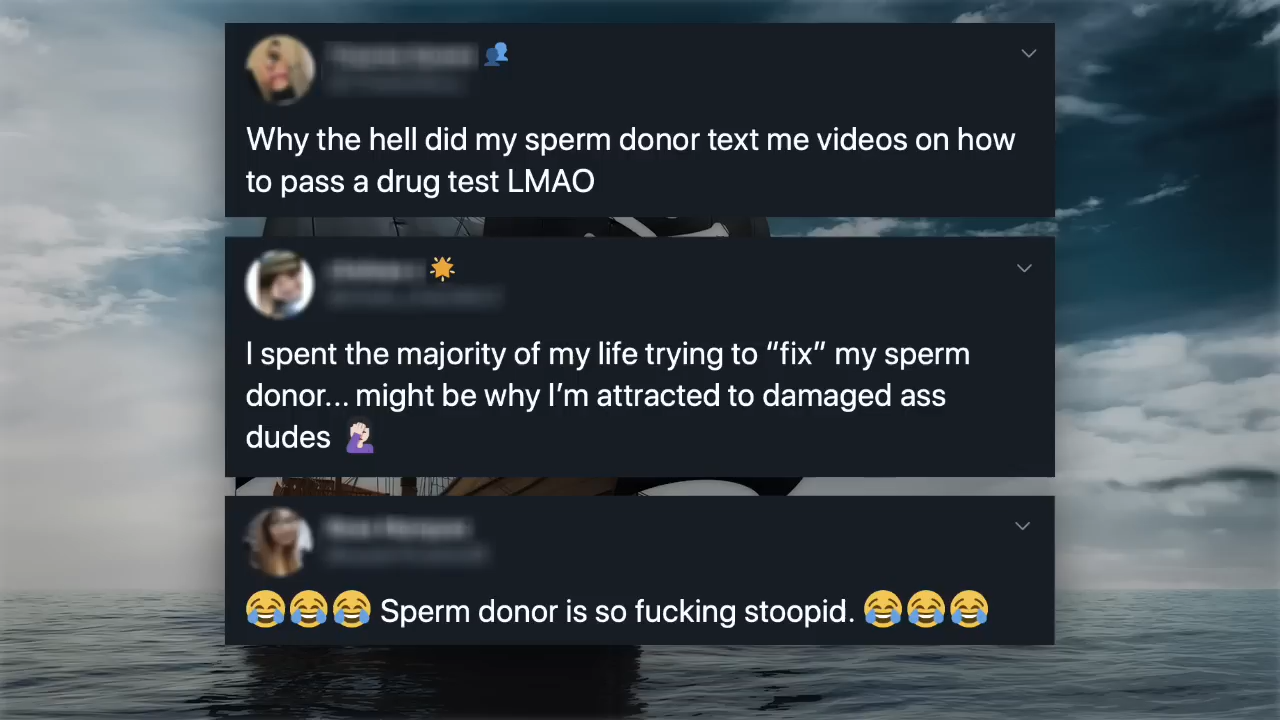 Why the hell did my sperm donor text me videos on how
to pass a drug test LMAO
I spent the majority of my life trying to “fix” my sperm
donor... might be why I’m attracted to damaged ass
dudes 🤦🏻‍♀️
😂😂😂 Sperm donor is so fucking stoopid. 😂😂😂